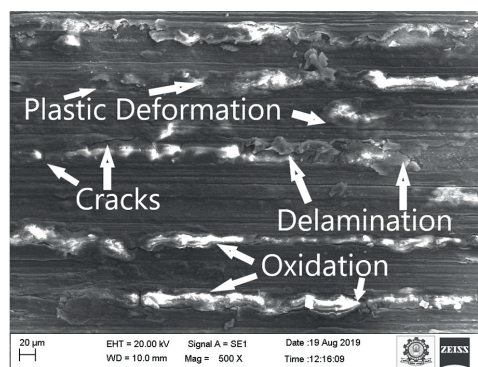 Plastic Deformation
Cracks
Delamination
Oxidation
20 µm
EHT = 20.00 kV
Signal A = SE1
Date :19 Aug 2019
WD = 10.0 mm
Mag = 500 X
Time :12:16:09
ZEISS